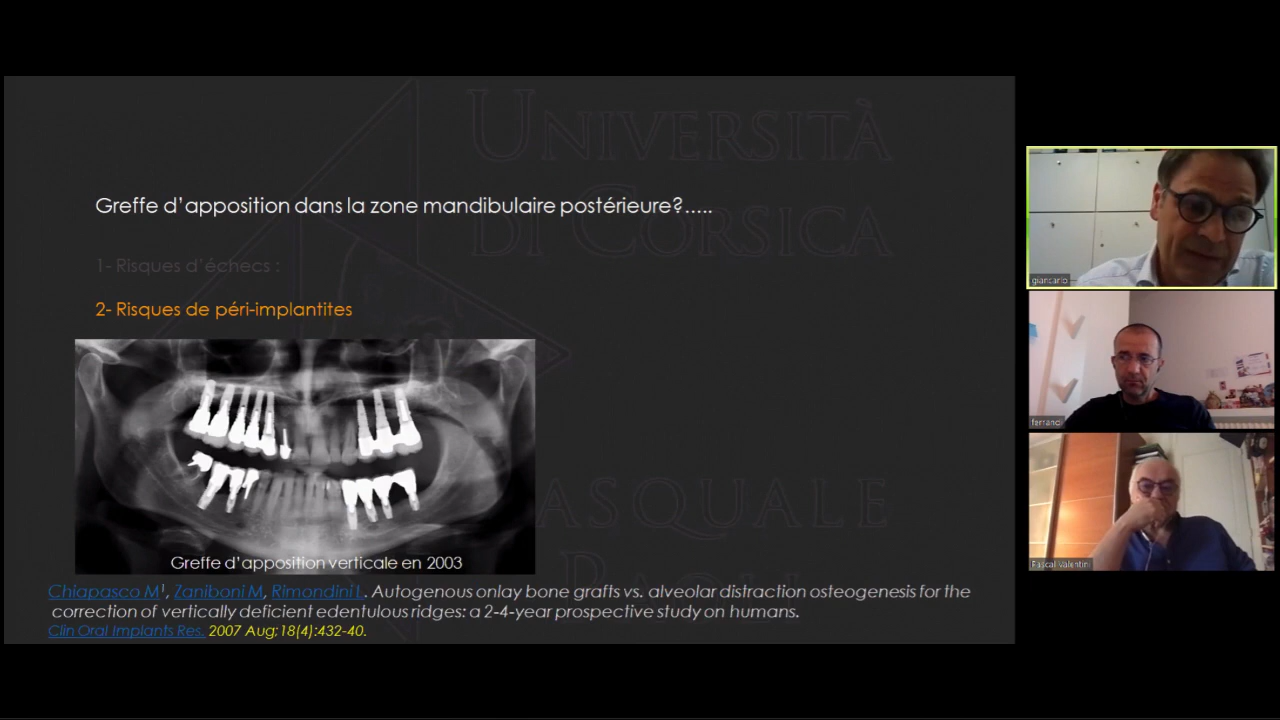 UNIVERSITÀ
DI CORSICA
Greffe d'apposition dans la zone mandibulaire postérieure?.....
1- Risques d'échecs :
2- Risques de péri-implantites
PASQUALE
PAOLI
Greffe d'apposition verticale en 2003
Chiapasco M¹, Zaniboni M, Rimondini L. Autogenous onlay bone grafts vs. alveolar distraction osteogenesis for the
correction of vertically deficient edentulous ridges: a 2-4-year prospective study on humans.
Clin Oral Implants Res. 2007 Aug;18(4):432-40.
giancarlo
ferrand
Pascal Valentini